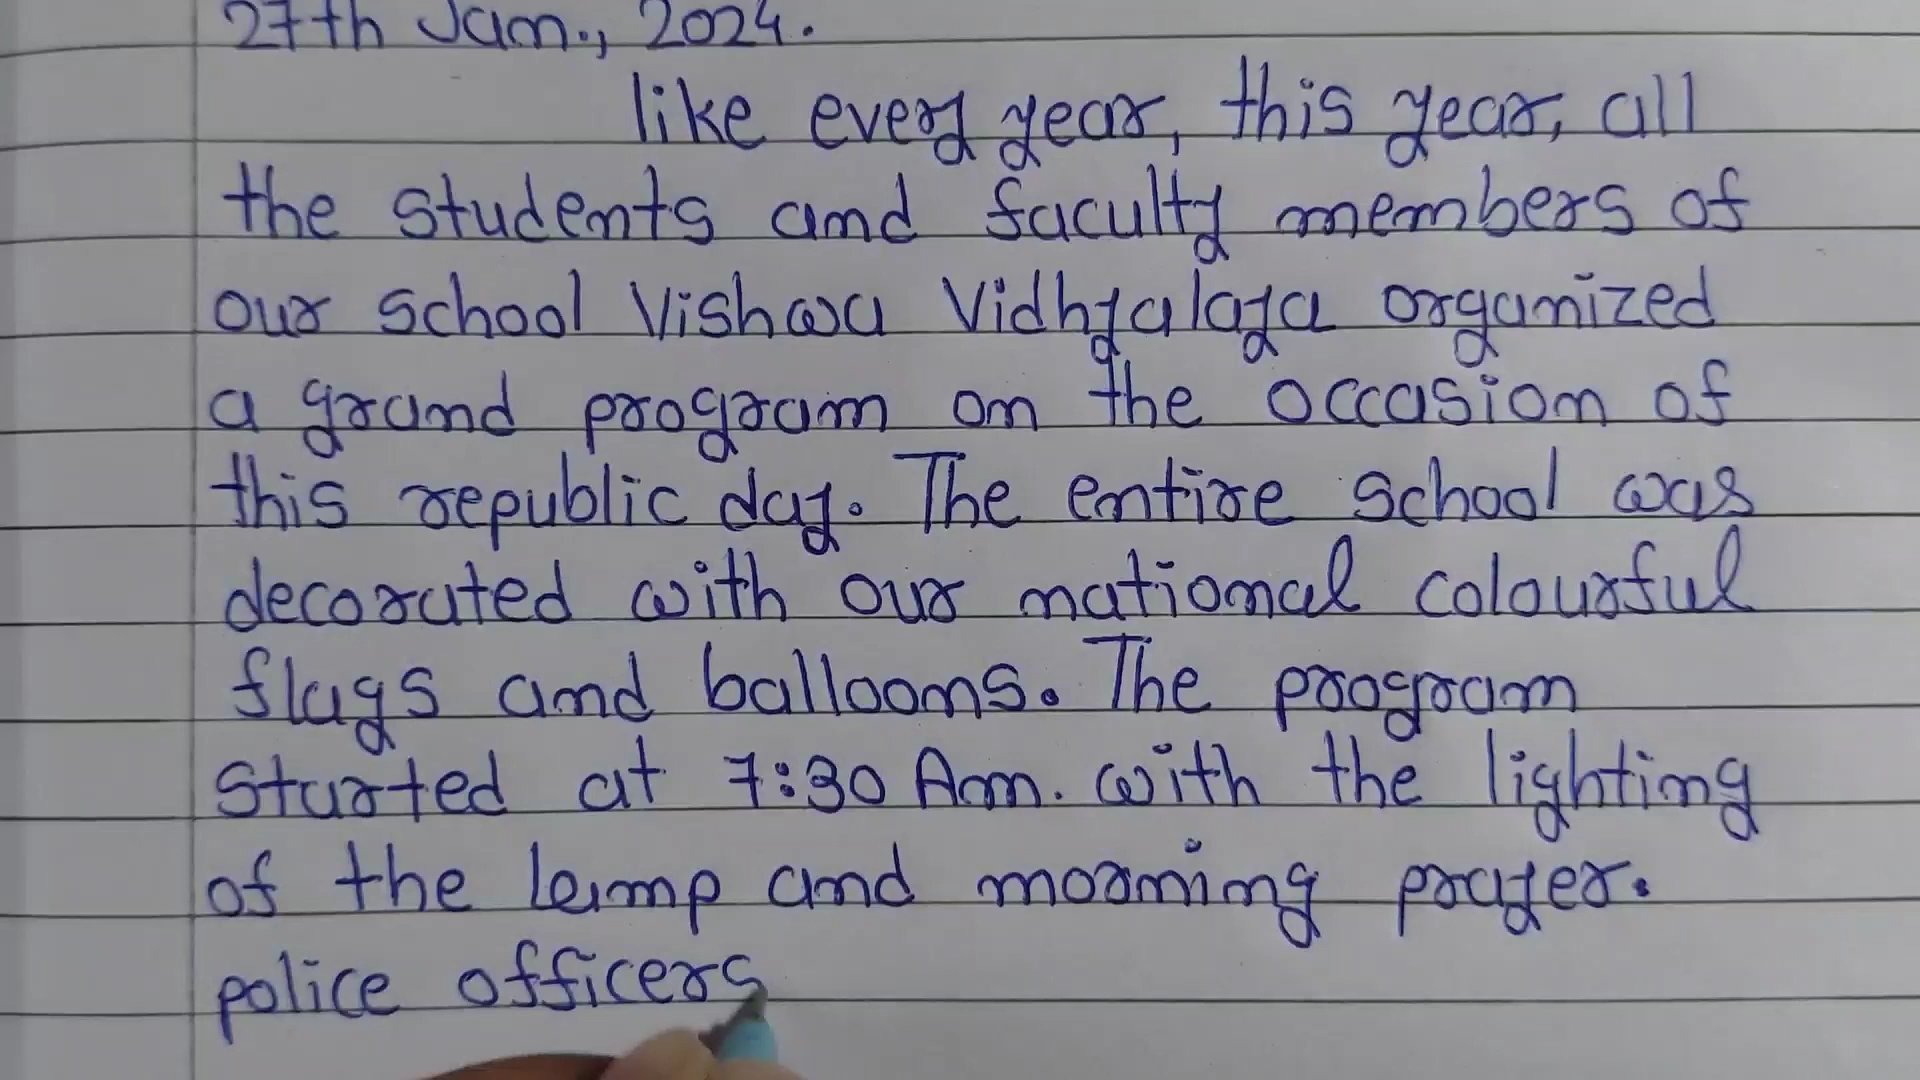 27th Jan., 2024.
like every year, this year, all
the students and faculty members of
our school Vishwa Vidhyalaya organized
a grand program on the occasion of
this republic day. The entire school was
decorated with our national colourful
flags and balloons. The program
started at 7:30 Am. with the lighting
of the lamp and morning prayer.
police officers